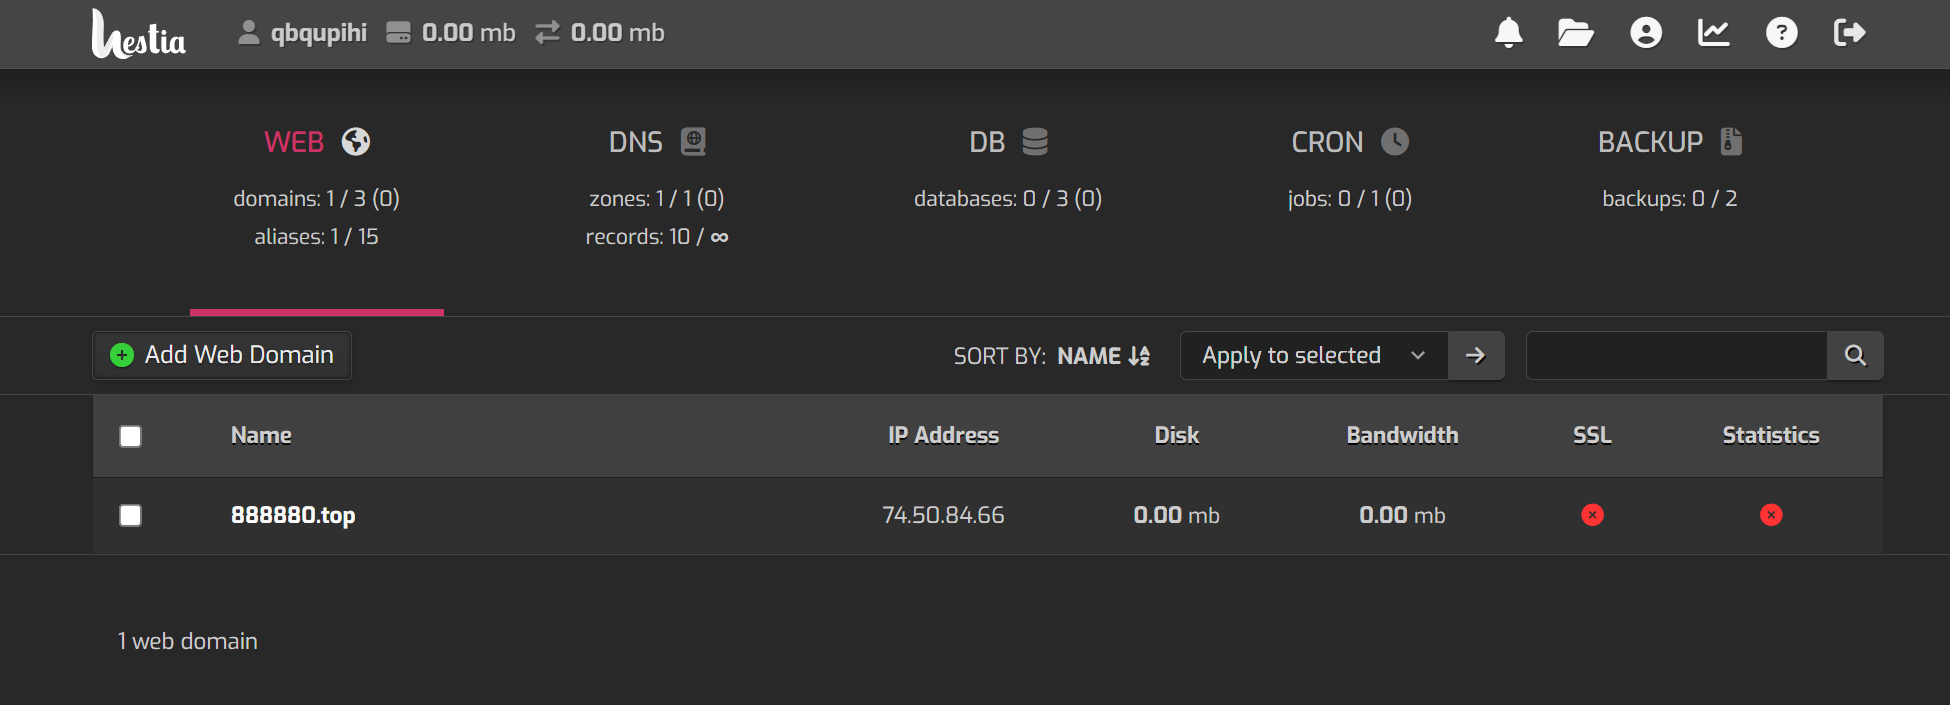 hestia qbqupihi 0.00 mb 0.00 mb
WEB DNS DB CRON BACKUP
domains: 1 / 3 (0) zones: 1 / 1 (0) databases: 0 / 3 (0) jobs: 0 / 1 (0) backups: 0 / 2
aliases: 1 / 15 records: 10 / ∞
Add Web Domain SORT BY: NAME Apply to selected
Name IP Address Disk Bandwidth SSL Statistics
888880.top 74.50.84.66 0.00 mb 0.00 mb
1 web domain